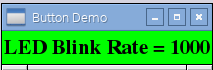 Button Demo
LED Blink Rate = 1000